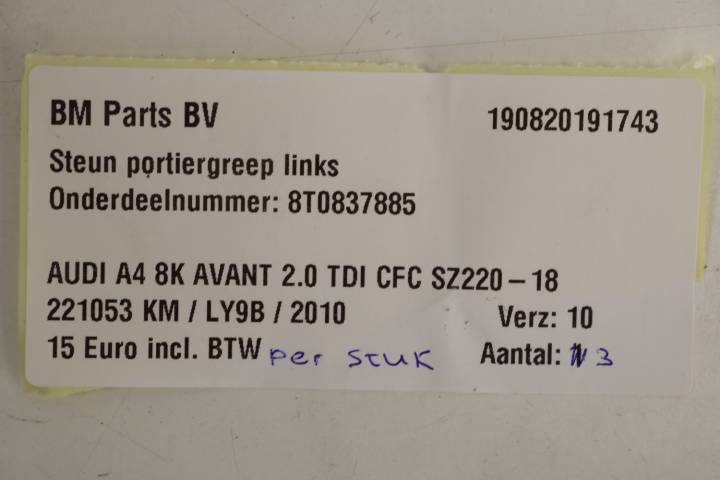 BM Parts BV 190820191743
Steun portiergreep links
Onderdeelnummer: 8T0837885
AUDI A4 8K AVANT 2.0 TDI CFC SZ220 – 18
221053 KM / LY9B / 2010 Verz: 10
15 Euro incl. BTW per stuk Aantal: 3